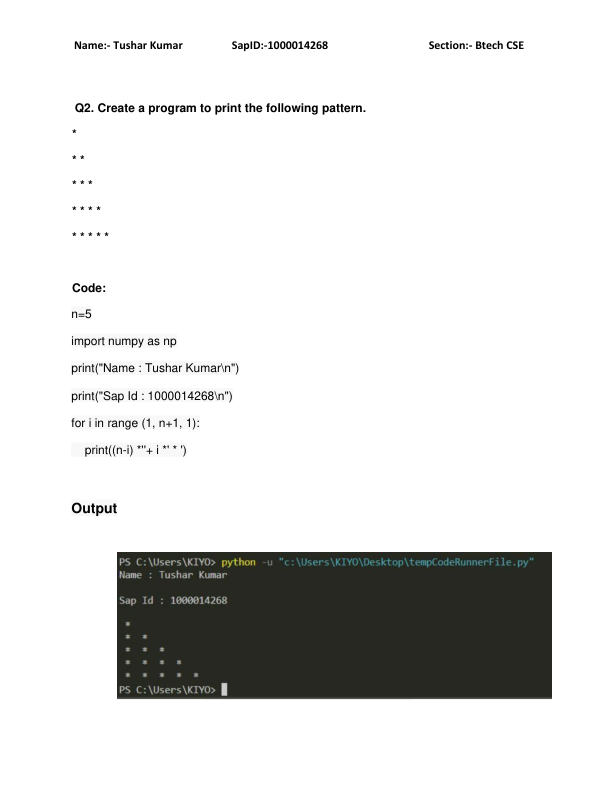 Name:- Tushar Kumar SapID:-1000014268 Section:- Btech CSE
Q2. Create a program to print the following pattern.
*
* *
* * *
* * * *
* * * * *
Code:
n=5
import numpy as np
print("Name : Tushar Kumar\n")
print("Sap Id : 1000014268\n")
for i in range (1, n+1, 1):
print((n-i) *''+ i *' * ')
Output
PS C:\Users\KIYO> python -u "c:\Users\KIYO\Desktop\tempCodeRunnerFile.py"
Name : Tushar Kumar
Sap Id : 1000014268
*
* *
* * *
* * * *
* * * * *
PS C:\Users\KIYO>